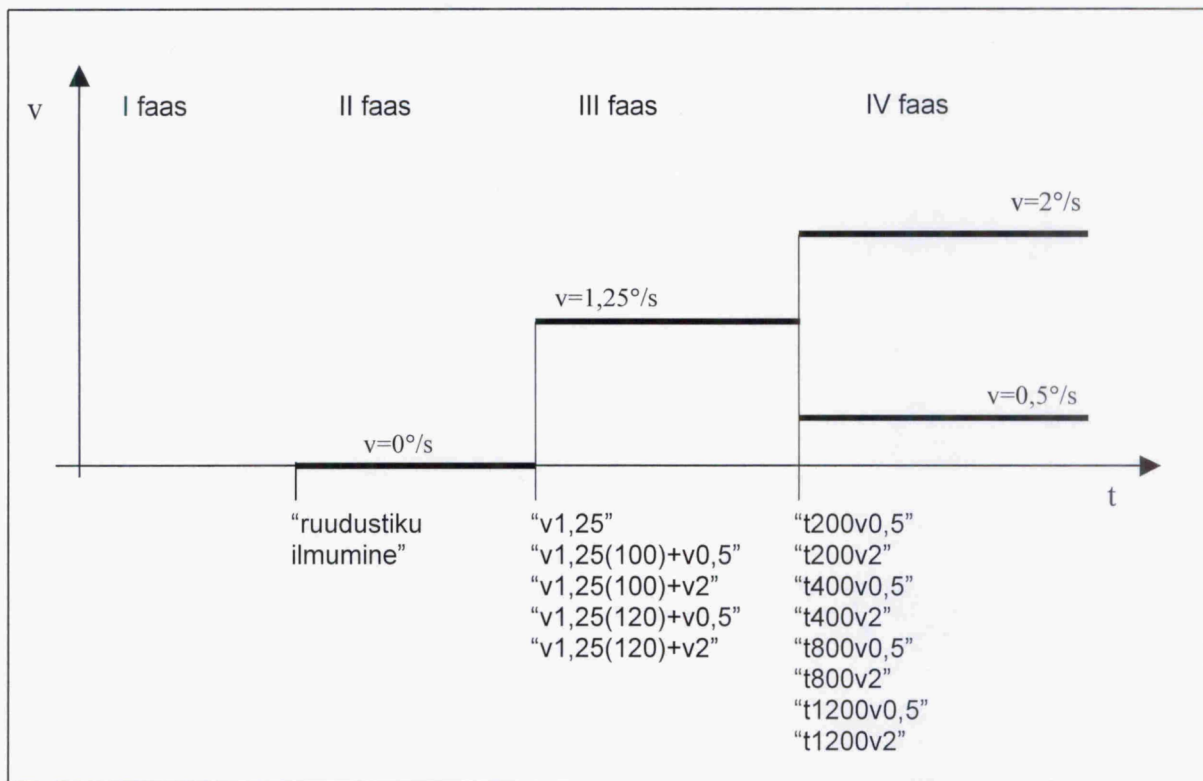 v
I faas
II faas
III faas
IV faas
v=2°/s
v=1,25°/s
v=0,5°/s
v=0°/s
t
“ruudustiku
ilmumine”
“v1,25”
“v1,25(100)+v0,5”
“v1,25(100)+v2”
“v1,25(120)+v0,5”
“v1,25(120)+v2”
“t200v0,5”
“t200v2”
“t400v0,5”
“t400v2”
“t800v0,5”
“t800v2”
“t1200v0,5”
“t1200v2”